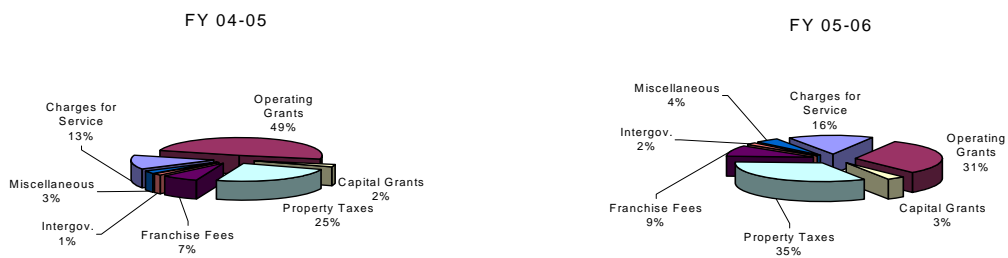 FY 04-05
Operating
Grants
49%
Charges for
Service
13%
Miscellaneous
3%
Intergov.
1%
Franchise Fees
7%
Property Taxes
25%
Capital Grants
2%
FY 05-06
Miscellaneous
4%
Charges for
Service
16%
Intergov.
2%
Operating
Grants
31%
Franchise Fees
9%
Capital Grants
3%
Property Taxes
35%